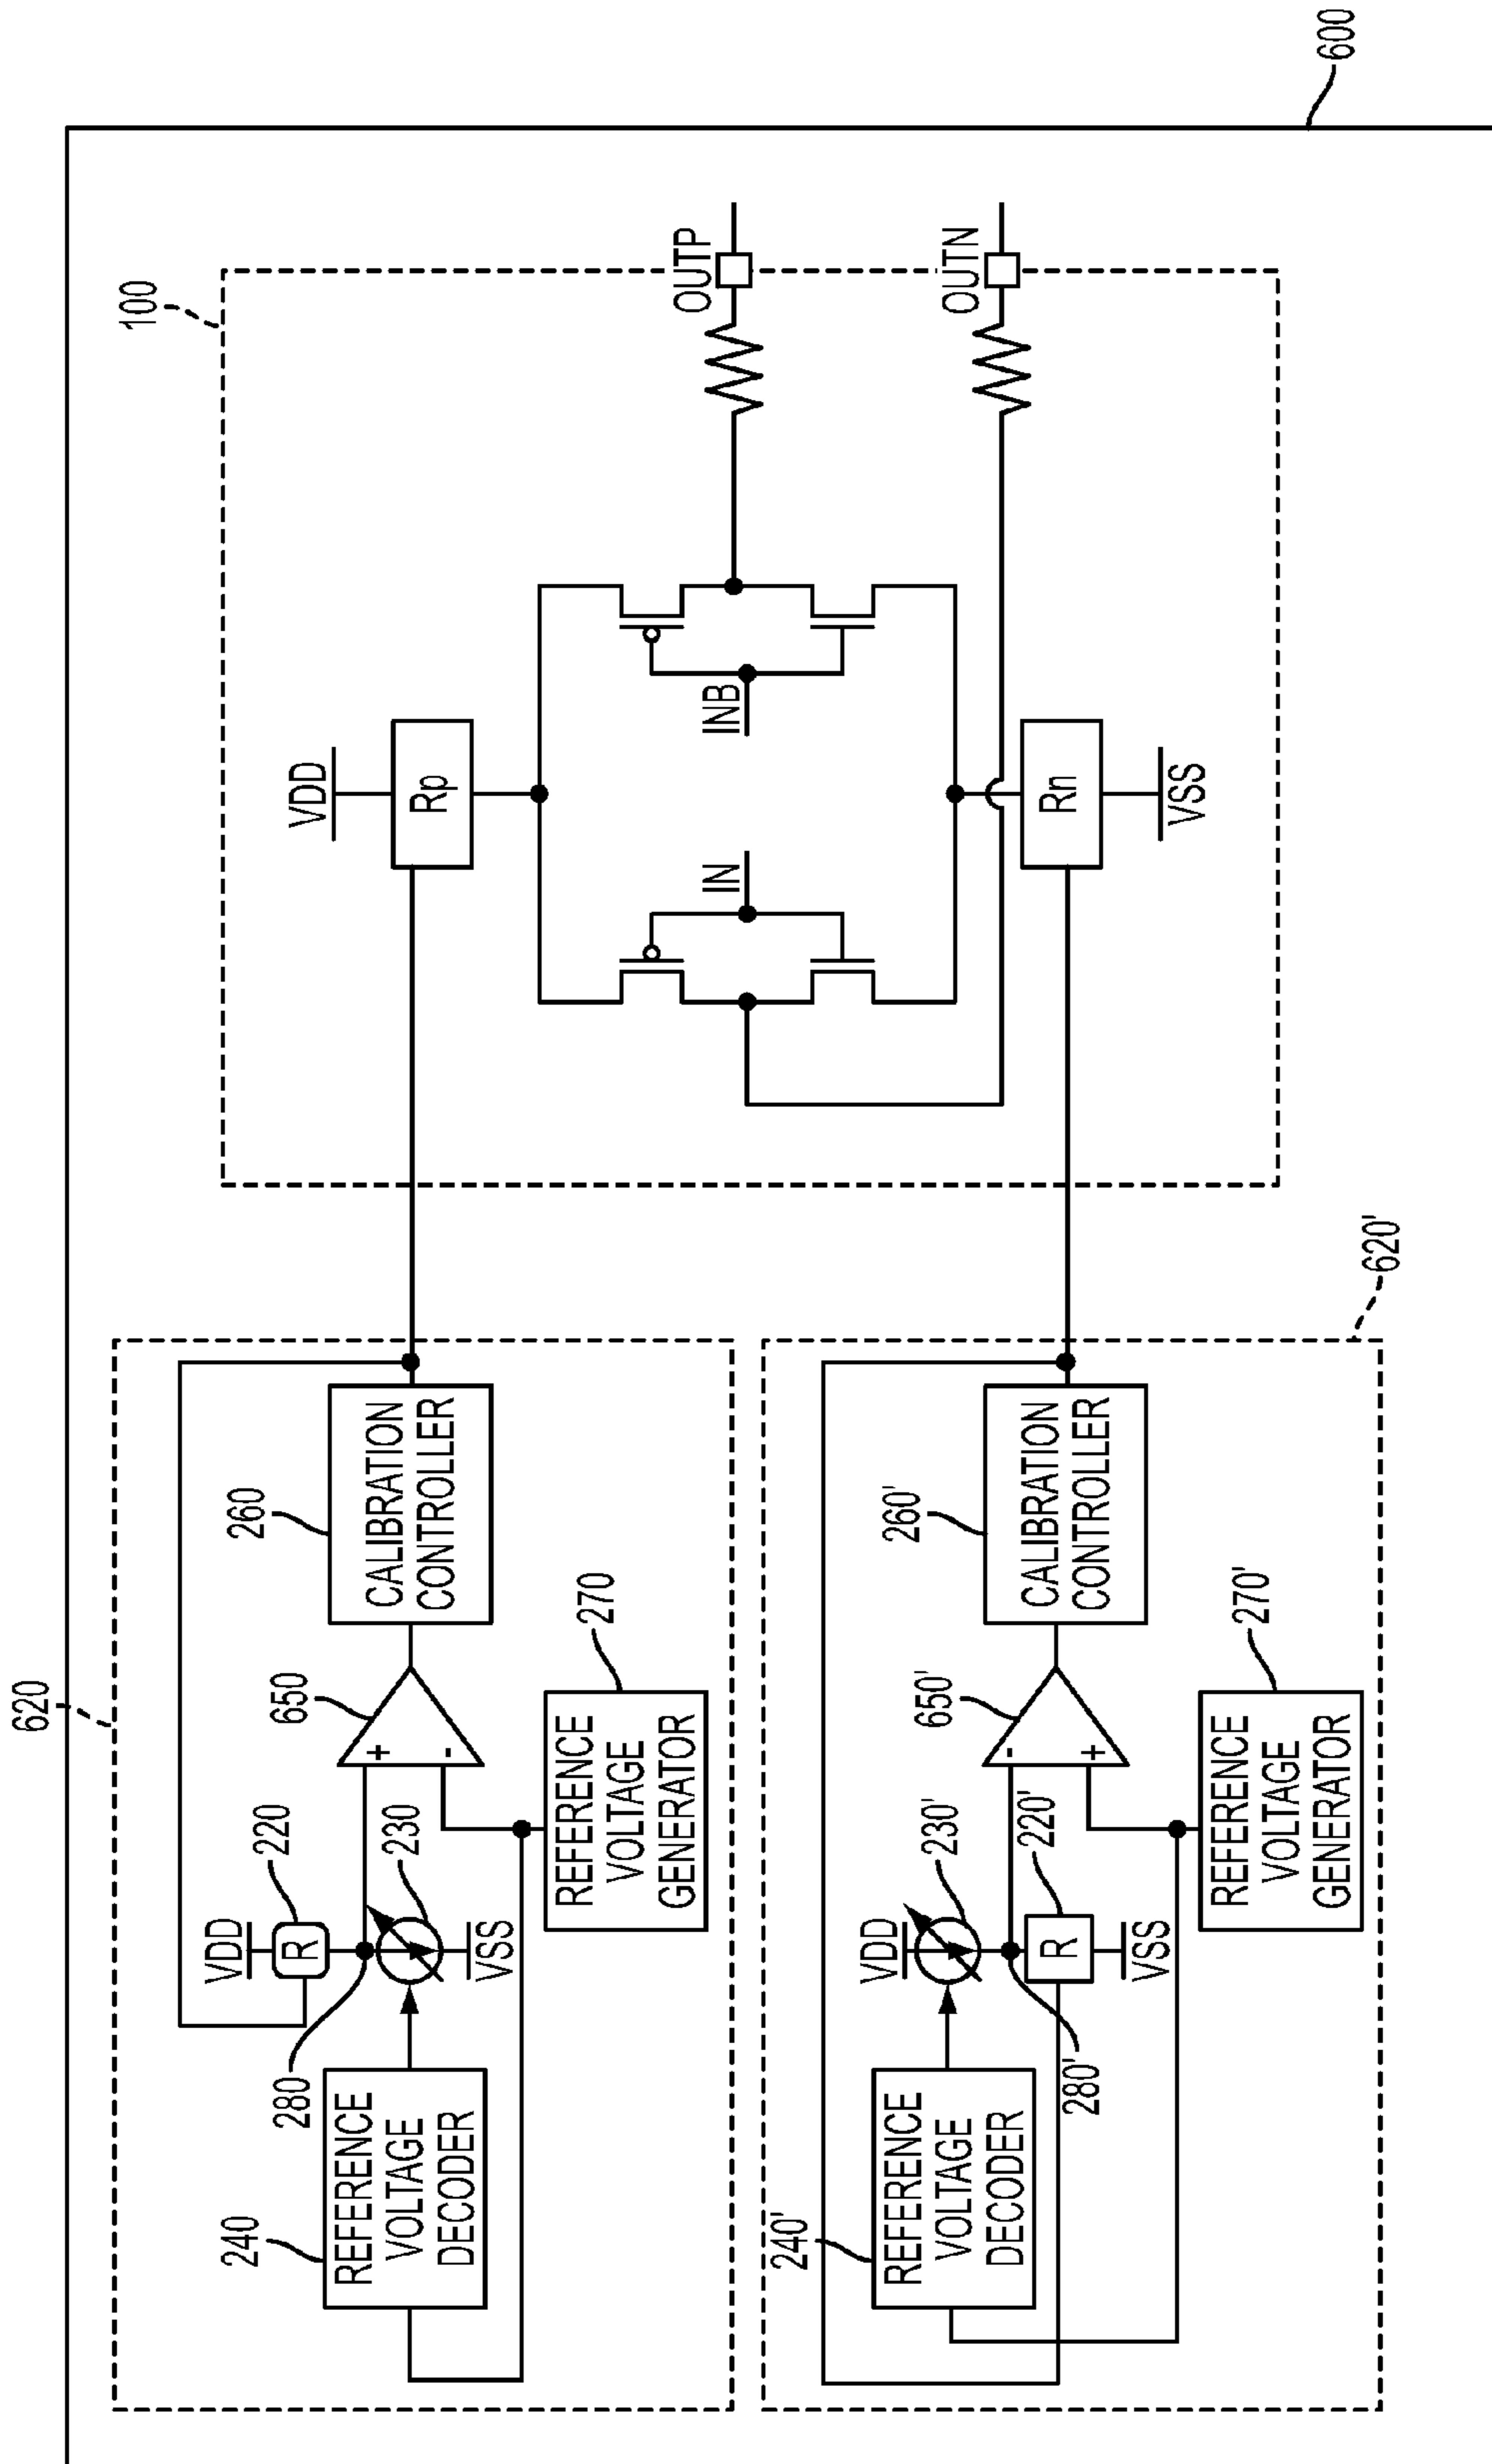 620
VDD
220
R
280
230
VSS
240
REFERENCE
VOLTAGE
DECODER
650
+
-
260
CALIBRATION
CONTROLLER
270
REFERENCE
VOLTAGE
GENERATOR
240'
REFERENCE
VOLTAGE
DECODER
VDD
230'
220'
R
280'
VSS
650'
-
+
260'
CALIBRATION
CONTROLLER
270'
REFERENCE
VOLTAGE
GENERATOR
620'
100
VDD
Rp
IN
INB
OUTP
OUTN
Rn
VSS
600